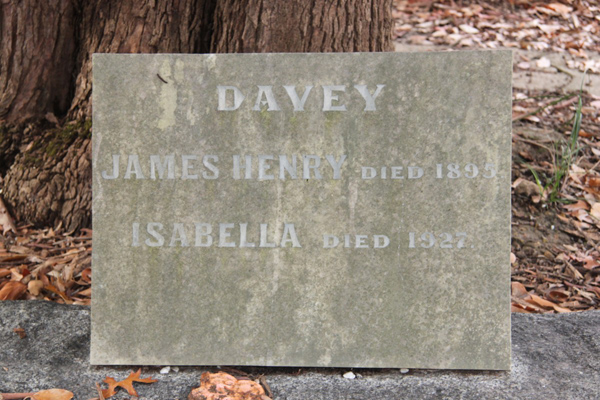 DAVEY
JAMES HENRY DIED 1895
ISABELLA DIED 1927